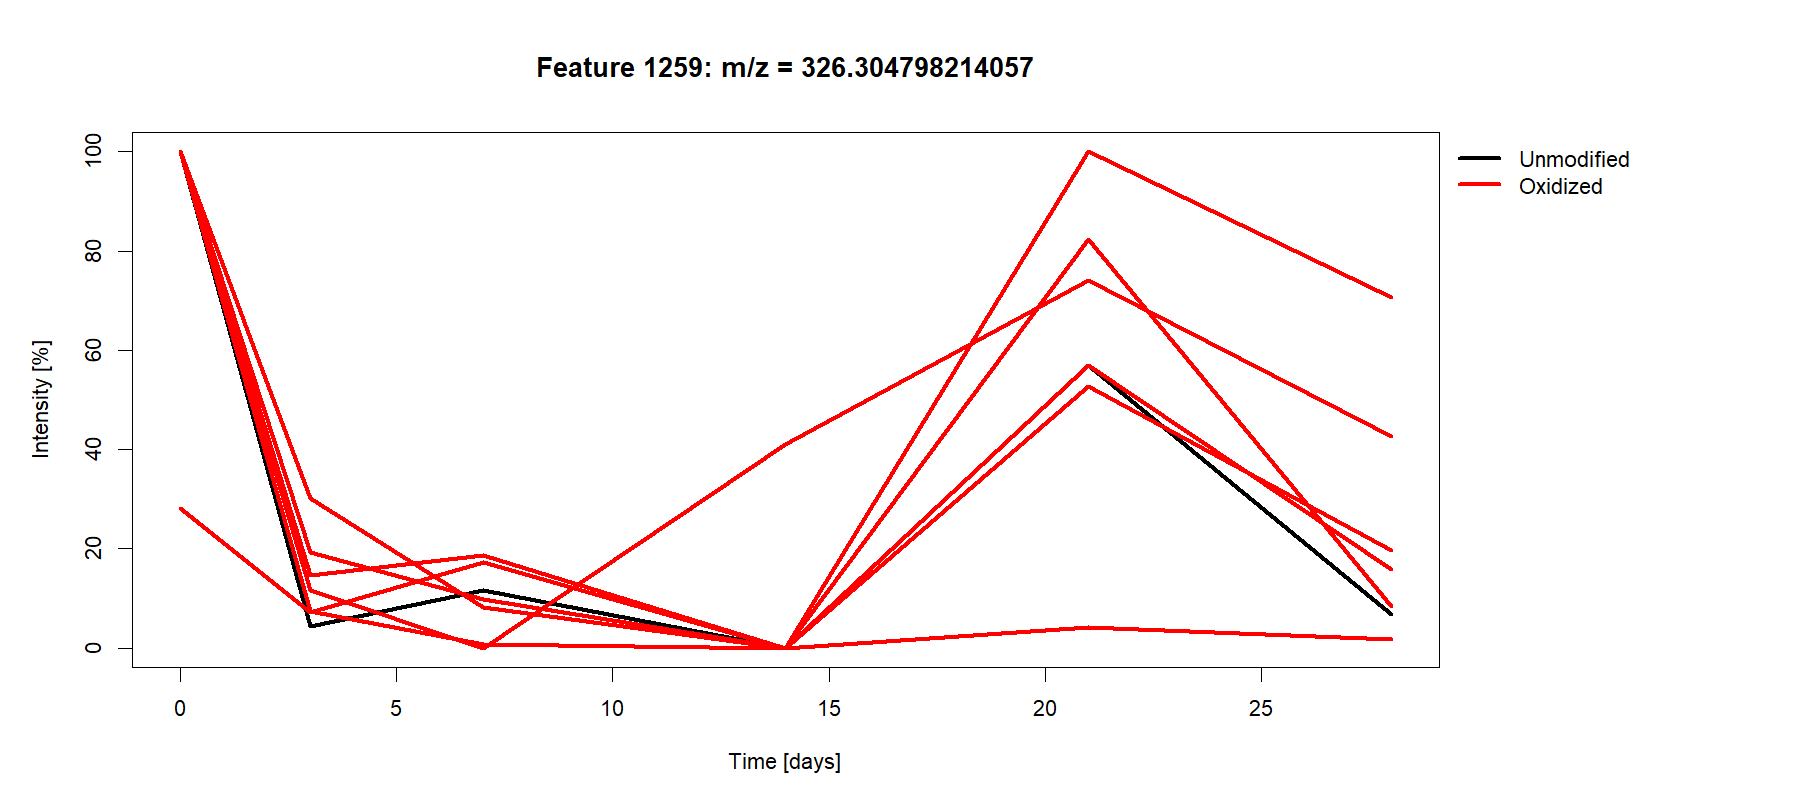 Feature 1259: m/z = 326.304798214057
Unmodified
Oxidized
Intensity [%]
100
80
60
40
20
0
0 5 10 15 20 25
Time [days]